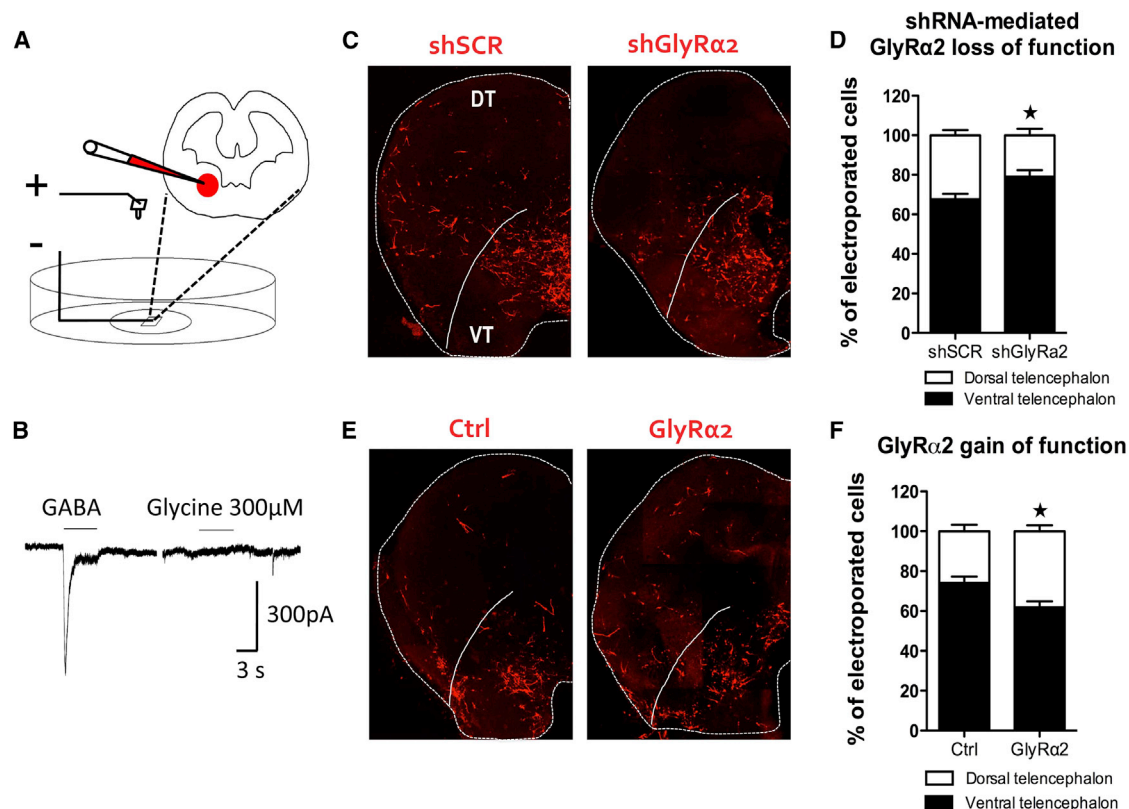 A
+
-
B
GABA
Glycine 300µM
300pA
3 s
C
shSCR
shGlyRα2
DT
VT
D
shRNA-mediated
GlyRα2 loss of function
% of electroporated cells
120
100
80
60
40
20
0
★
shSCR
shGlyRa2
Dorsal telencephalon
Ventral telencephalon
E
Ctrl
GlyRα2
F
GlyRα2 gain of function
% of electroporated cells
120
100
80
60
40
20
0
★
Ctrl
GlyRα2
Dorsal telencephalon
Ventral telencephalon